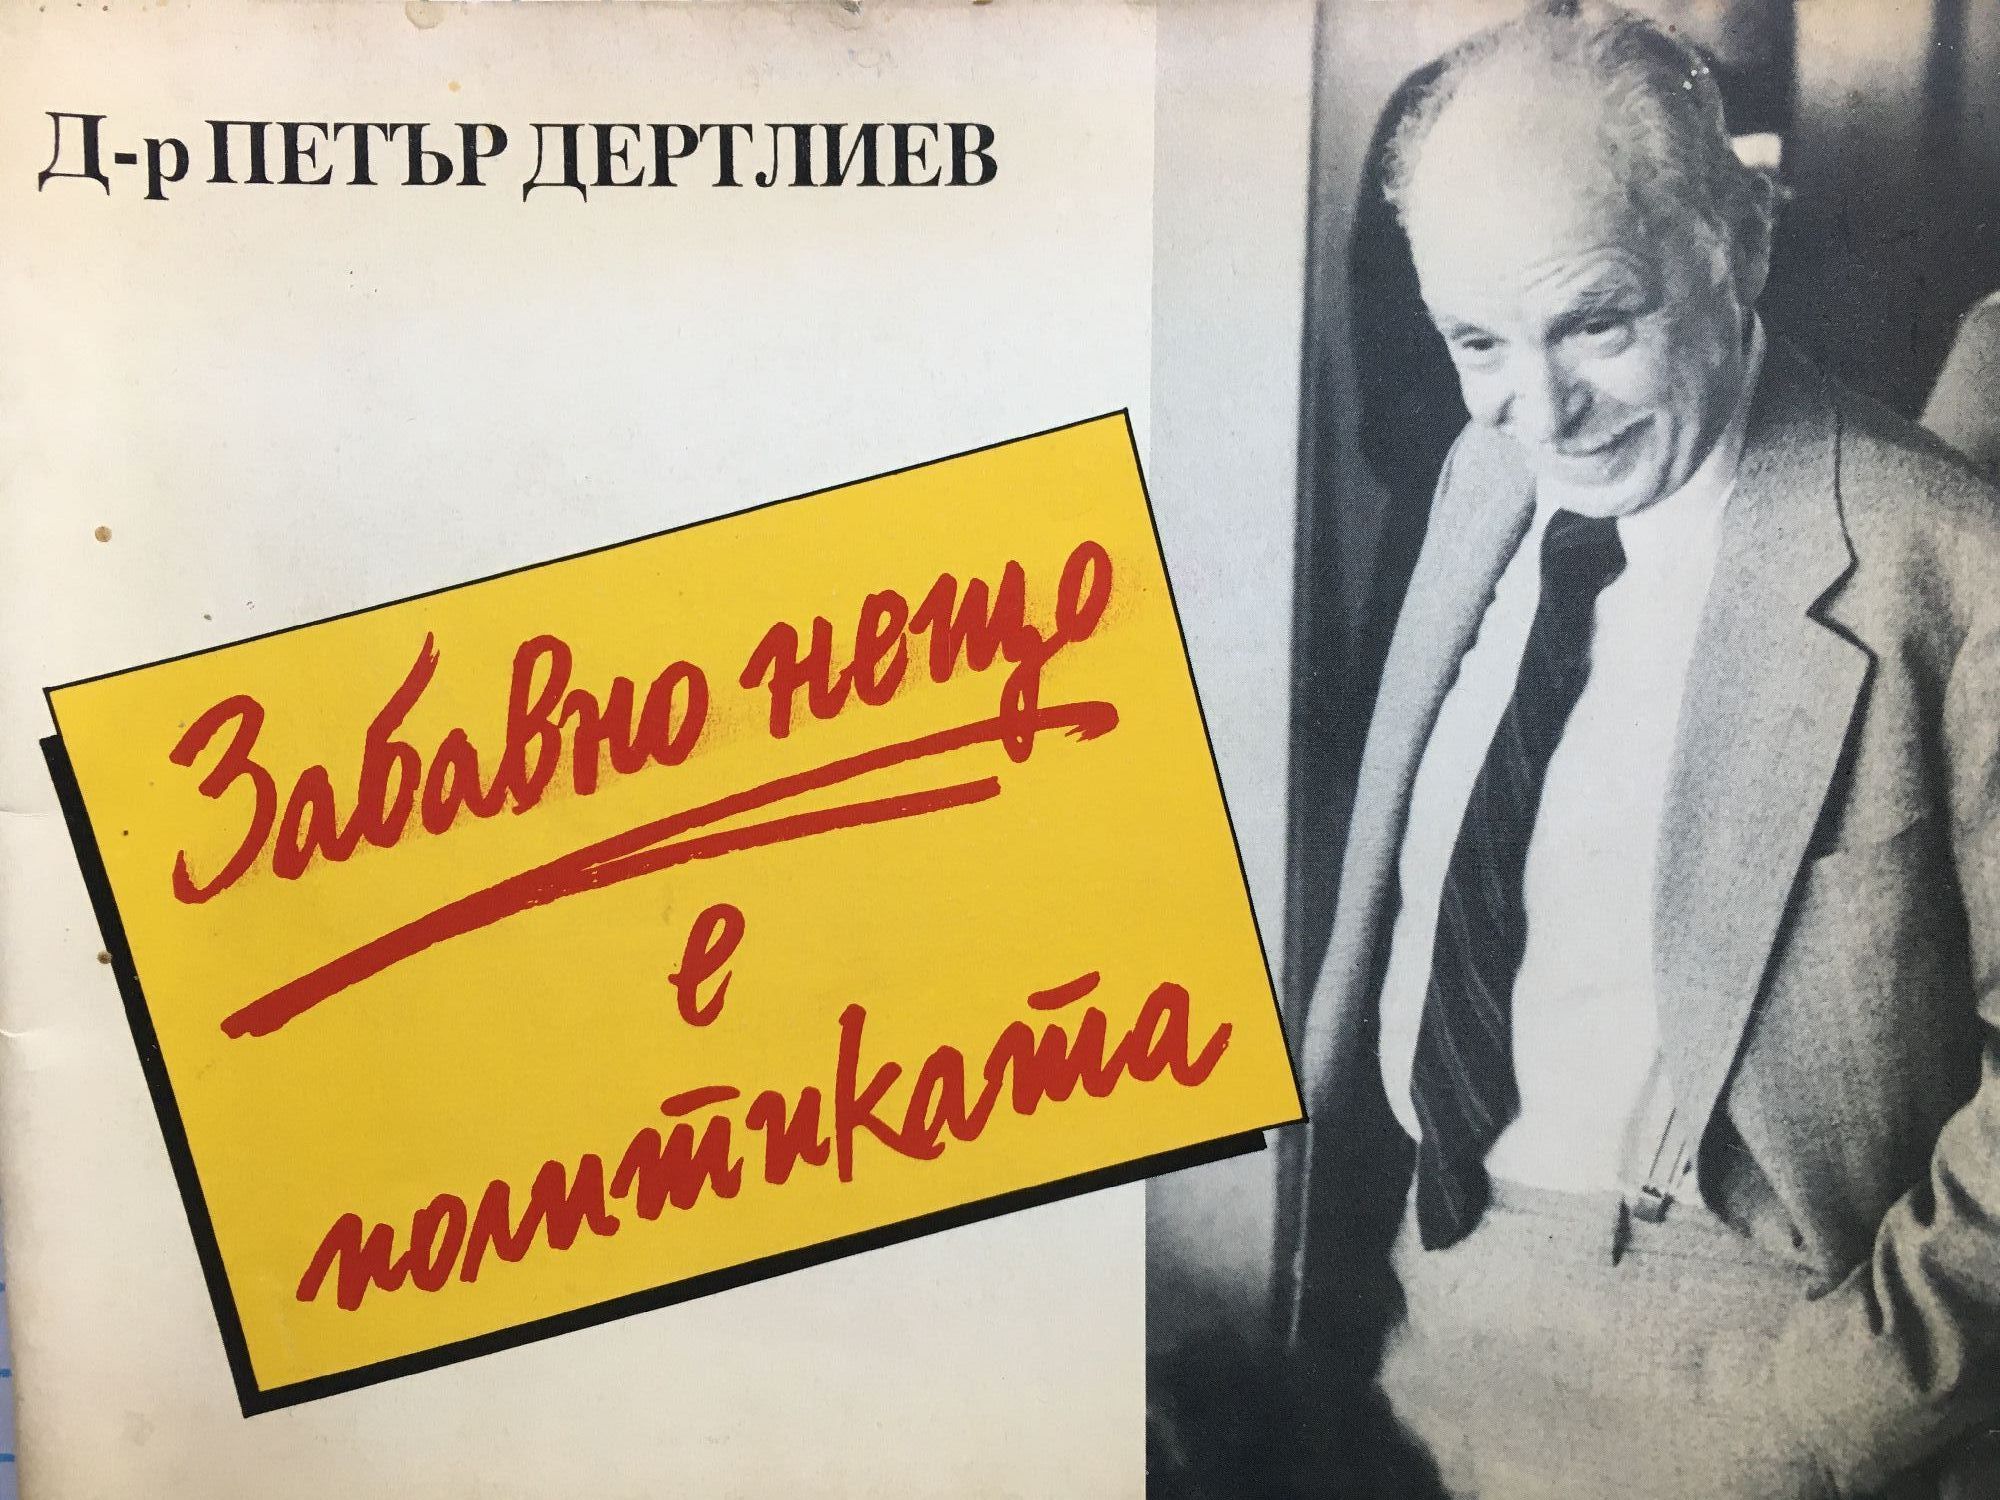 Д-р ПЕТЪР ДЕРТЛИЕВ
Забавно нещо
е
политиката